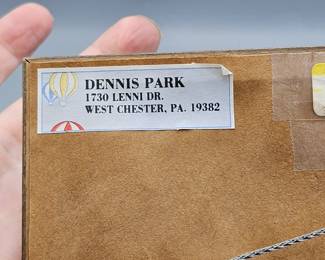 DENNIS PARK
1730 LENNI DR.
WEST CHESTER, PA. 19382